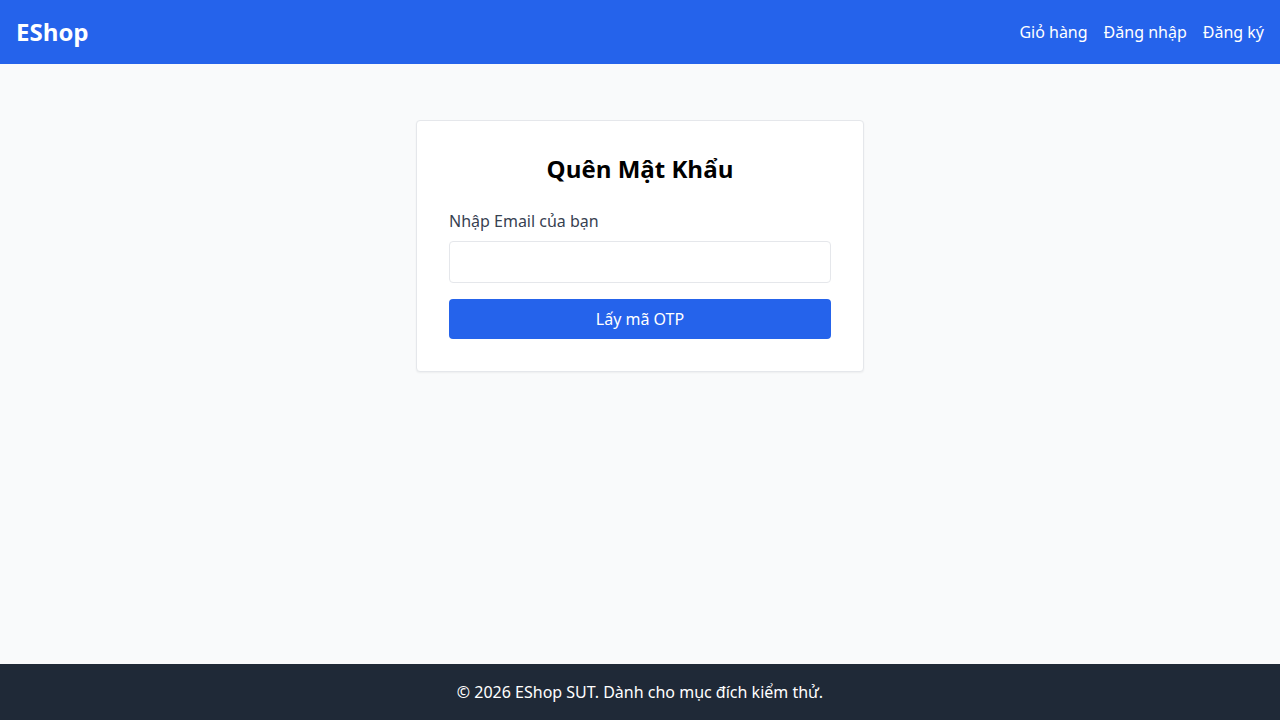 EShop
Giỏ hàng Đăng nhập Đăng ký
Quên Mật Khẩu
Nhập Email của bạn
Lấy mã OTP
© 2026 EShop SUT. Dành cho mục đích kiểm thử.